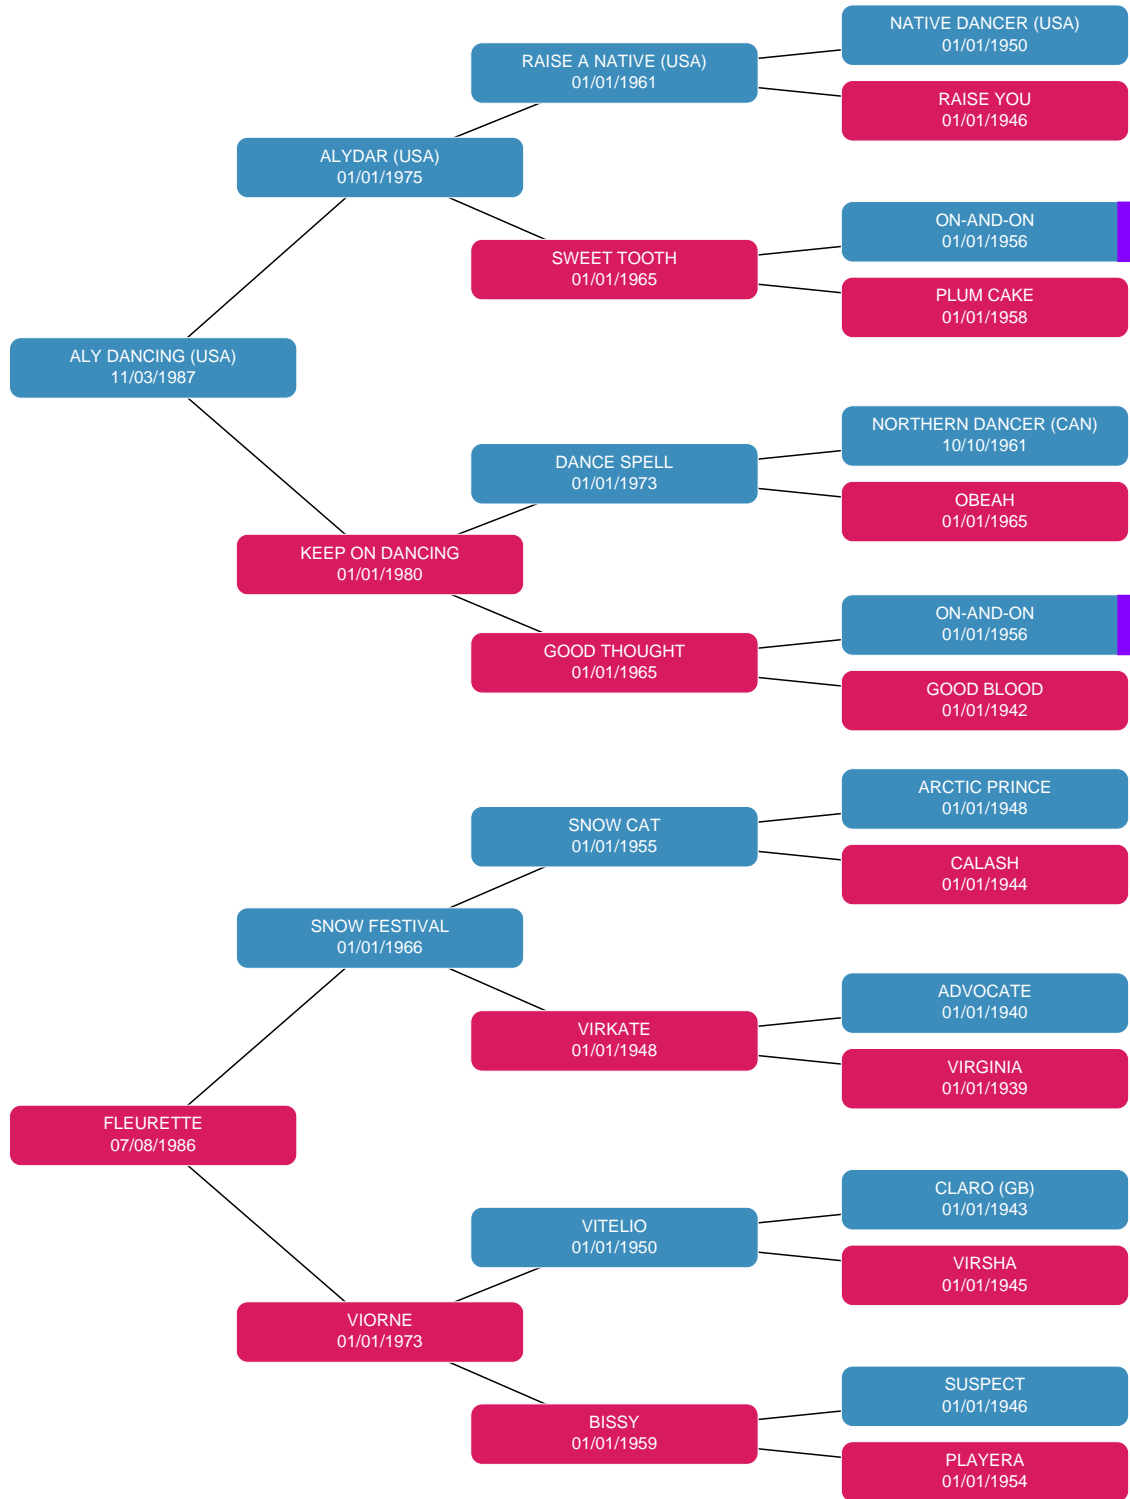 NATIVE DANCER (USA)
01/01/1950
RAISE A NATIVE (USA)
01/01/1961
RAISE YOU
01/01/1946
ALYDAR (USA)
01/01/1975
ON-AND-ON
01/01/1956
SWEET TOOTH
01/01/1965
PLUM CAKE
01/01/1958
ALY DANCING (USA)
11/03/1987
NORTHERN DANCER (CAN)
10/10/1961
DANCE SPELL
01/01/1973
OBEAH
01/01/1965
KEEP ON DANCING
01/01/1980
ON-AND-ON
01/01/1956
GOOD THOUGHT
01/01/1965
GOOD BLOOD
01/01/1942
ARCTIC PRINCE
01/01/1948
SNOW CAT
01/01/1955
CALASH
01/01/1944
SNOW FESTIVAL
01/01/1966
ADVOCATE
01/01/1940
VIRKATE
01/01/1948
VIRGINIA
01/01/1939
FLEURETTE
07/08/1986
CLARO (GB)
01/01/1943
VITELIO
01/01/1950
VIRSHA
01/01/1945
VIORNE
01/01/1973
SUSPECT
01/01/1946
BISSY
01/01/1959
PLAYERA
01/01/1954